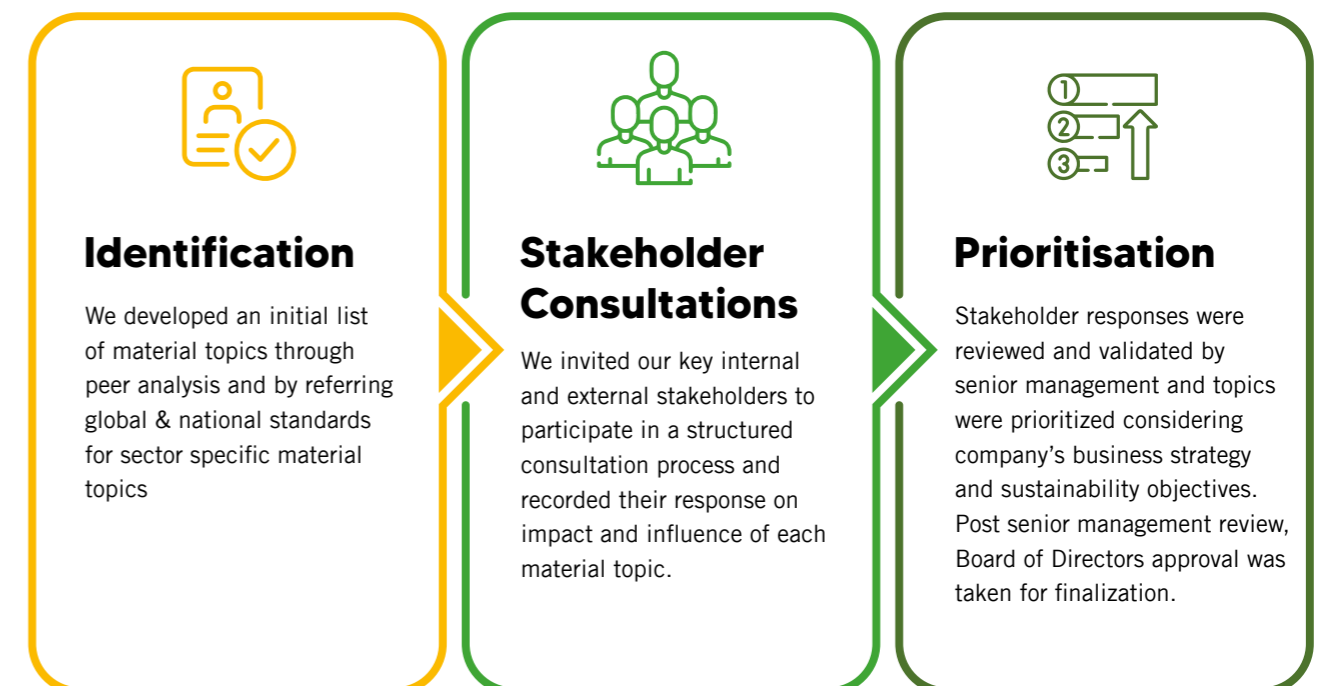 Identification
We developed an initial list
of material topics through
peer analysis and by referring
global & national standards
for sector specific material
topics
Stakeholder
Consultations
We invited our key internal
and external stakeholders to
participate in a structured
consultation process and
recorded their response on
impact and influence of each
material topic.
1
2
3
Prioritisation
Stakeholder responses were
reviewed and validated by
senior management and topics
were prioritized considering
company’s business strategy
and sustainability objectives.
Post senior management review,
Board of Directors approval was
taken for finalization.